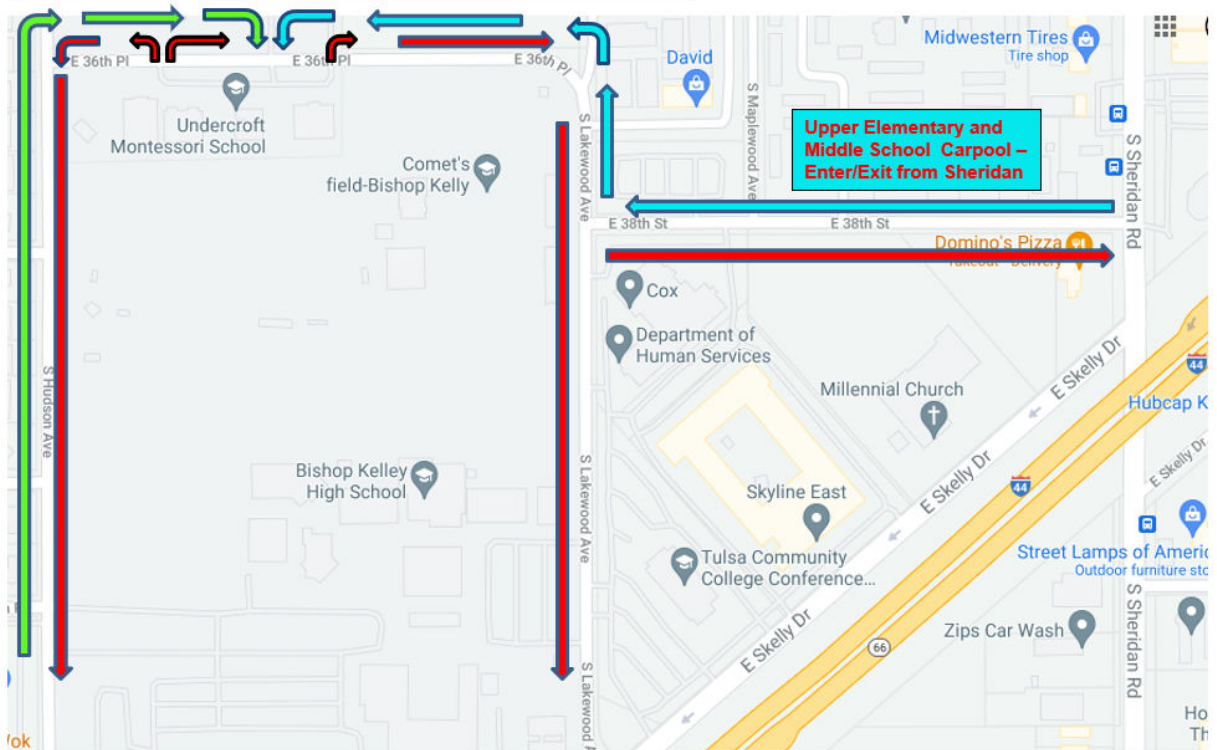 E 36th Pl
E 36th Pl
E 36th Pl
David
Midwestern Tires
Tire shop
Undercroft
Montessori School
Comet's
field-Bishop Kelly
S Lakewood Ave
S Maplewood Ave
Upper Elementary and
Middle School Carpool –
Enter/Exit from Sheridan
S Sheridan Rd
E 38th St
E 38th St
Domino's Pizza
Takeout - Delivery
Cox
Department of
Human Services
Millennial Church
E Skelly Dr
44
Hubcap K
S Hudson Ave
Bishop Kelley
High School
S Lakewood Ave
Skyline East
E Skelly Dr
44
E Skelly Dr
Tulsa Community
College Conference...
Street Lamps of Americ
Outdoor furniture sto
S Sheridan Rd
Zips Car Wash
E Skelly Dr
66
S Lakewood A
Ho
Th
'ok